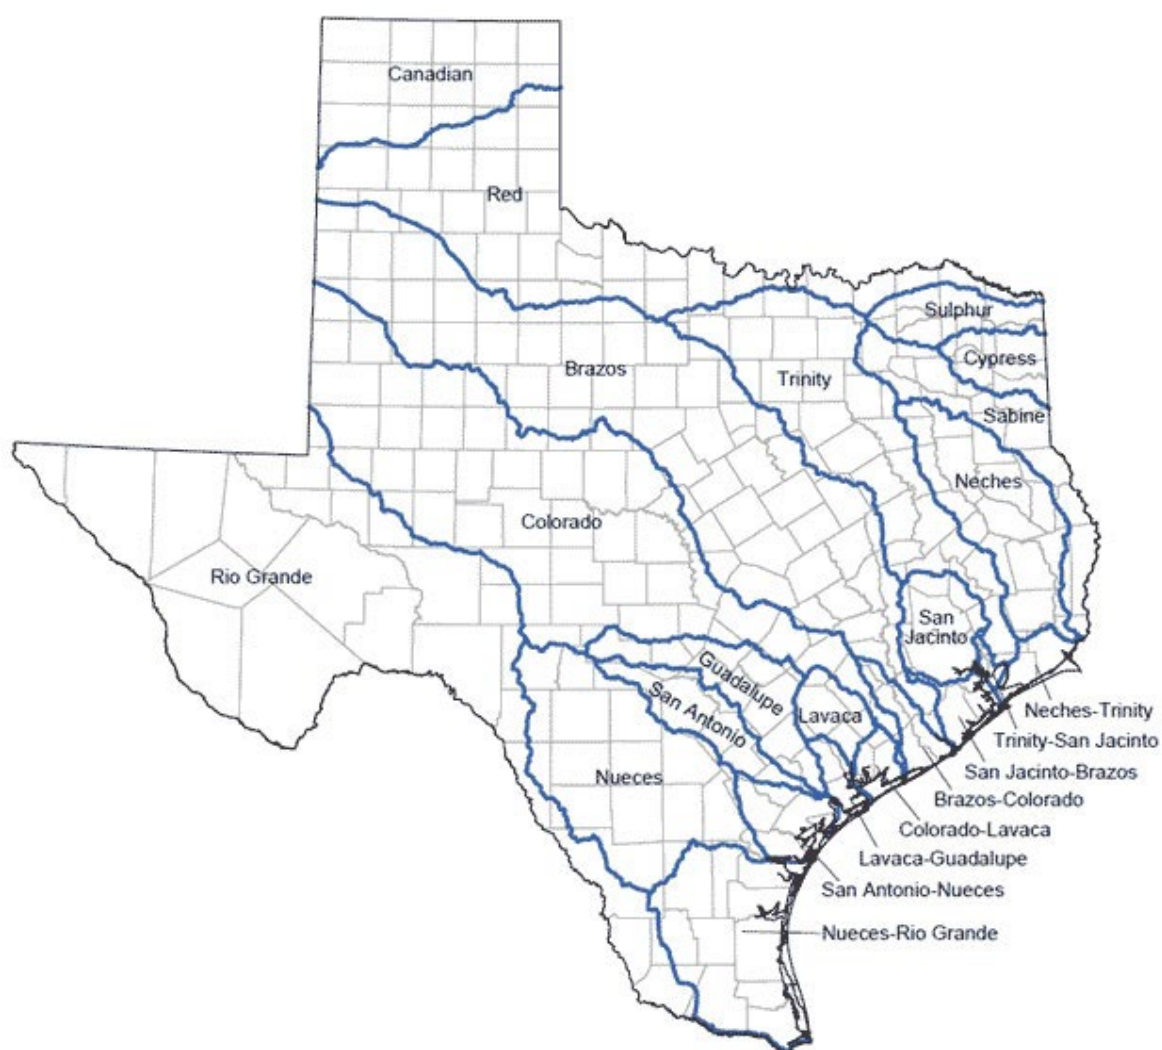 Canadian
Red
Sulphur
Cypress
Brazos
Trinity
Sabine
Neches
Colorado
Rio Grande
San
Jacinto
Guadalupe
San Antonio
Lavaca
Nueces
Neches-Trinity
Trinity-San Jacinto
San Jacinto-Brazos
Brazos-Colorado
Colorado-Lavaca
Lavaca-Guadalupe
San Antonio-Nueces
Nueces-Rio Grande